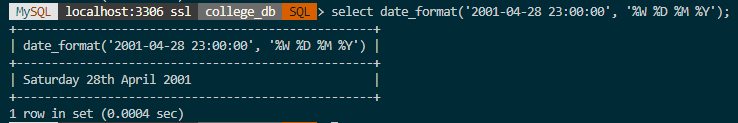 MySQL localhost:3306 ssl college_db SQL > select date_format('2001-04-28 23:00:00', '%W %D %M %Y');
+---------------------------------------------------+
| date_format('2001-04-28 23:00:00', '%W %D %M %Y') |
+---------------------------------------------------+
| Saturday 28th April 2001                          |
+---------------------------------------------------+
1 row in set (0.0004 sec)